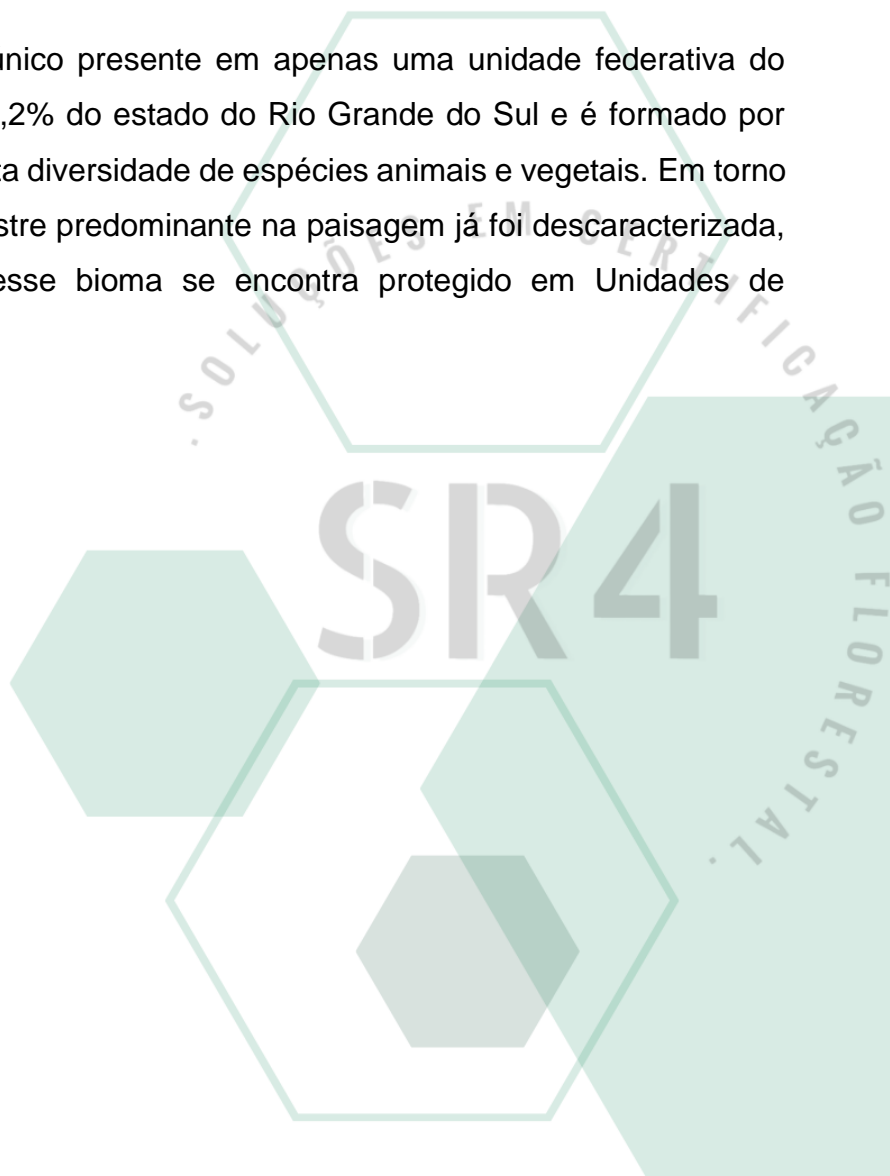 único presente em apenas uma unidade federativa do
,2% do estado do Rio Grande do Sul e é formado por
ta diversidade de espécies animais e vegetais. Em torno
stre predominante na paisagem já foi descaracterizada,
esse bioma se encontra protegido em Unidades de
.SOLUÇÕES EM SERTIFICAÇÃO FLORESTAL.
SR4